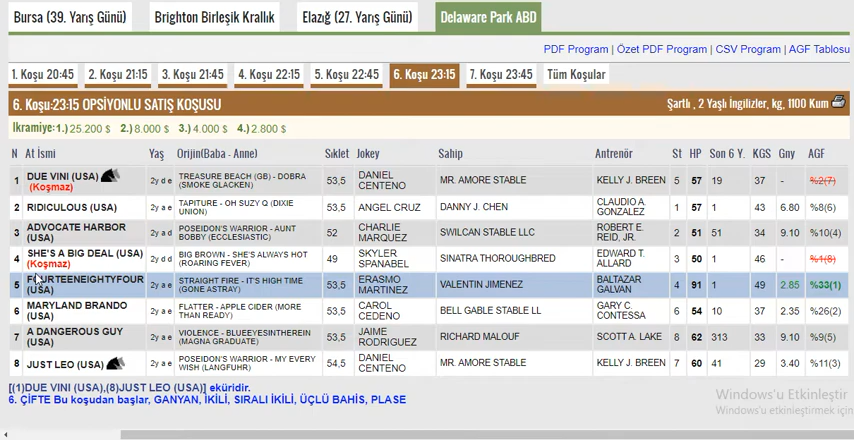 Bursa (39. Yarış Günü) Brighton Birleşik Krallık Elazığ (27. Yarış Günü) Delaware Park ABD
PDF Program | Özet PDF Program | CSV Program | AGF Tablosu
1. Koşu 20:45 2. Koşu 21:15 3. Koşu 21:45 4. Koşu 22:15 5. Koşu 22:45 6. Koşu 23:15 7. Koşu 23:45 Tüm Koşular
6. Koşu:23:15 OPSİYONLU SATIŞ KOŞUSU Şartlı , 2 Yaşlı İngilizler, kg, 1100 Kum
İkramiye: 1.) 25.200 $ 2.) 8.000 $ 3.) 4.000 $ 4.) 2.800 $
N At İsmi Yaş Orijin(Baba - Anne) Sıklet Jokey Sahip Antrenör St HP Son 6 Y. KGS Gny AGF
1 DUE VINI (USA) (Koşmaz) 2y a e TREASURE BEACH (GB) - DOBRA (SMOKE GLACKEN) 53,5 DANIEL CENTENO MR. AMORE STABLE KELLY J. BREEN 5 57 19 37 - %2(7)
2 RIDICULOUS (USA) 2y a e TAPITURE - OH SUZY Q (DIXIE UNION) 53,5 ANGEL CRUZ DANNY J. CHEN CLAUDIO A. GONZALEZ 1 57 1 43 6.80 %8(6)
3 ADVOCATE HARBOR (USA) 2y a d POSEIDON'S WARRIOR - AUNT BOBBY (ECCLESIASTIC) 52 CHARLIE MARQUEZ SWILCAN STABLE LLC ROBERT E. REID, JR. 2 51 51 34 9.10 %10(4)
4 SHE'S A BIG DEAL (USA) (Koşmaz) 2y d d BIG BROWN - SHE'S ALWAYS HOT (ROARING FEVER) 49 SKYLER SPANABEL SINATRA THOROUGHBRED EDWARD T. ALLARD 3 50 1 46 - %1(8)
5 FOURTEENEIGHTYFOUR (USA) 2y a e STRAIGHT FIRE - IT'S HIGH TIME (GONE ASTRAY) 53,5 ERASMO MARTINEZ VALENTIN JIMENEZ BALTAZAR GALVAN 4 91 1 49 2.85 %33(1)
6 MARYLAND BRANDO (USA) 2y d e FLATTER - APPLE CIDER (MORE THAN READY) 53,5 CAROL CEDENO BELL GABLE STABLE LL GARY C. CONTESSA 6 54 10 37 2.35 %26(2)
7 A DANGEROUS GUY (USA) 2y a e VIOLENCE - BLUEEYESINTHEREIN (MAGNA GRADUATE) 53,5 JAIME RODRIGUEZ RICHARD MALOUF SCOTT A. LAKE 8 62 313 33 9.10 %9(5)
8 JUST LEO (USA) 2y a e POSEIDON'S WARRIOR - MY EVERY WISH (LANGFUHR) 54,5 DANIEL CENTENO MR. AMORE STABLE KELLY J. BREEN 7 60 41 29 3.40 %11(3)
[(1)DUE VINI (USA),(8)JUST LEO (USA)] eküridir.
6. ÇİFTE Bu koşudan başlar, GANYAN, İKİLİ, SIRALI İKİLİ, ÜÇLÜ BAHİS, PLASE
Windows'u Etkinleştir
Windows'u etkinleştirmek için